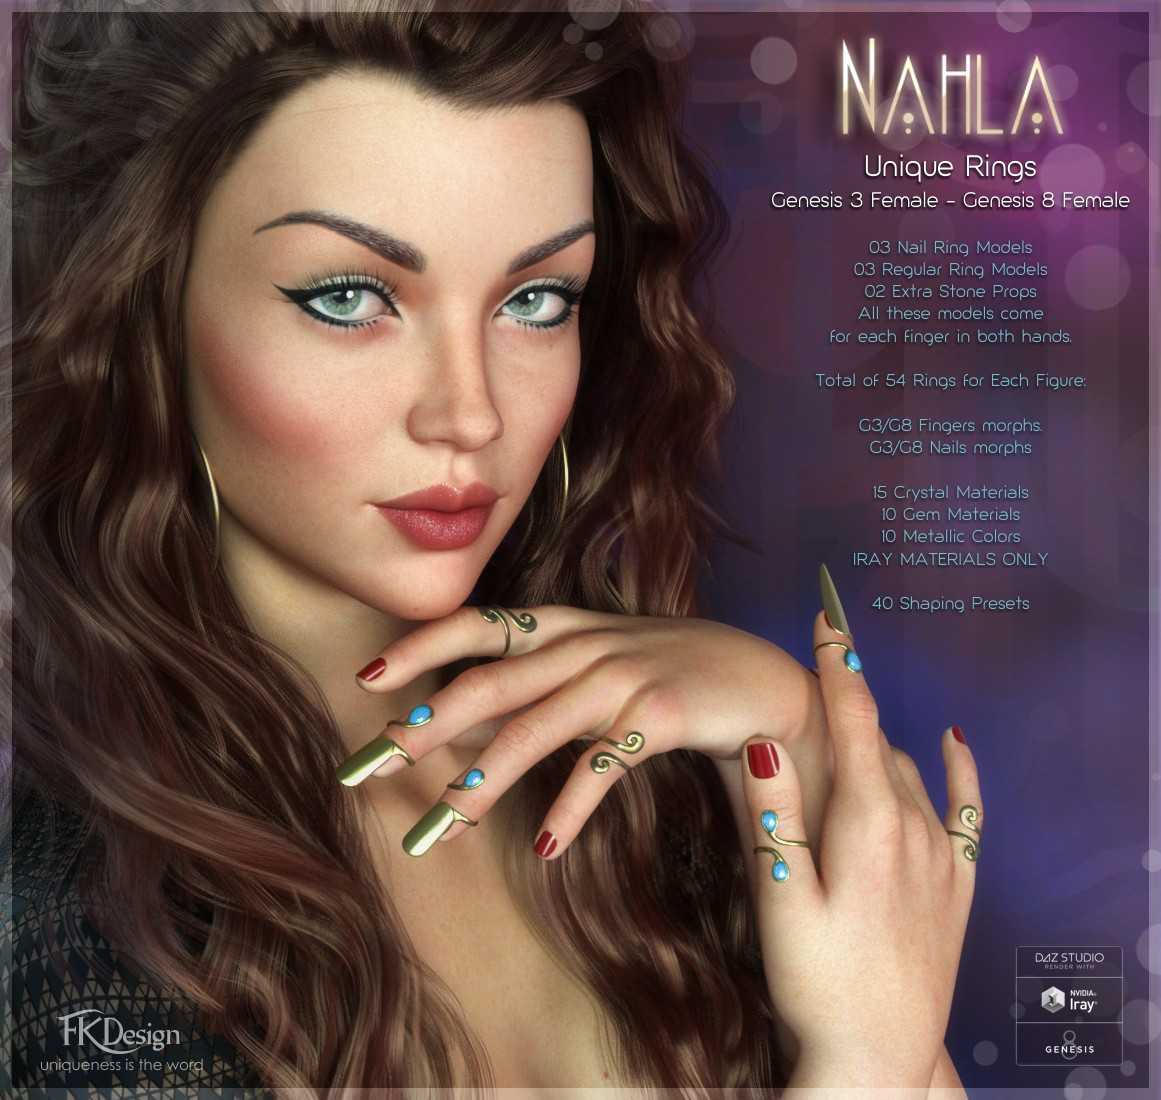 NAHLA
Unique Rings
Genesis 3 Female - Genesis 8 Female
03 Nail Ring Models
03 Regular Ring Models
02 Extra Stone Props
All these models come
for each finger in both hands.
Total of 54 Rings for Each Figure:
G3/G8 Fingers morphs.
G3/G8 Nails morphs
15 Crystal Materials
10 Gem Materials
10 Metallic Colors
IRAY MATERIALS ONLY
40 Shaping Presets
DAZ STUDIO
RENDER WITH
NVIDIA®
Iray®
8
GENESIS
FKDesign
uniqueness is the word